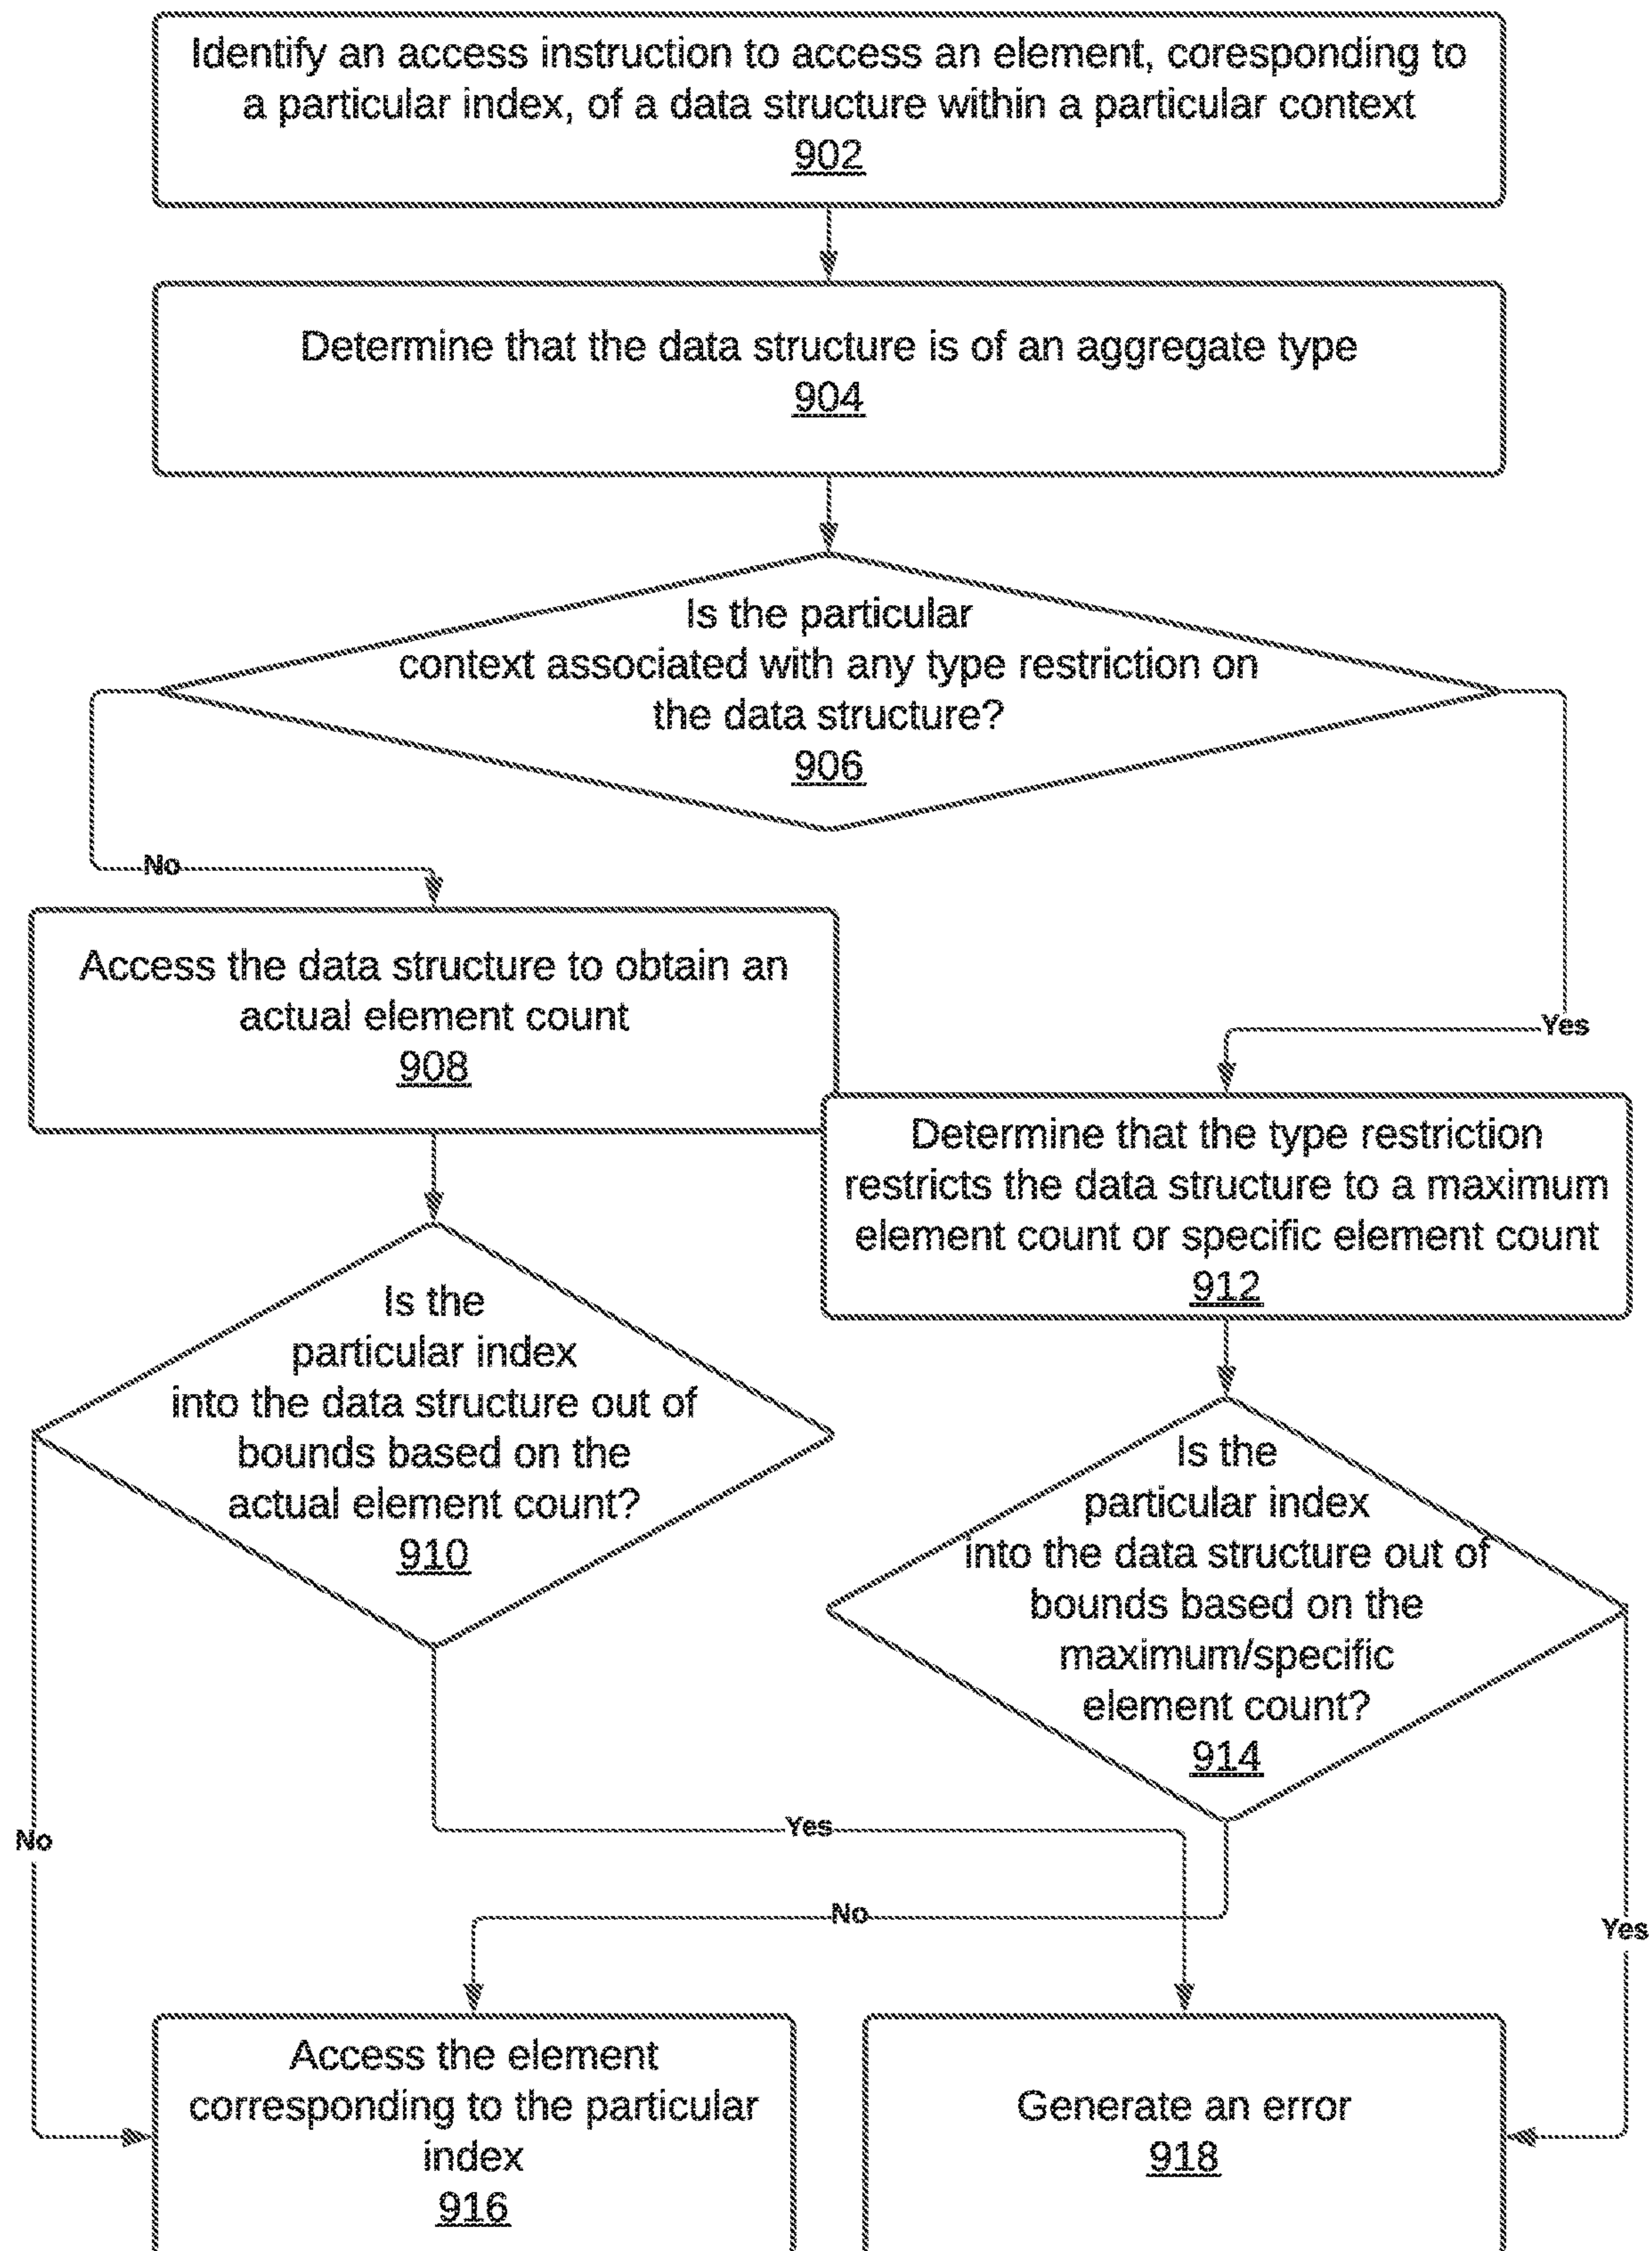 Identify an access instruction to access an element, coresponding to
a particular index, of a data structure within a particular context
902
Determine that the data structure is of an aggregate type
904
Is the particular
context associated with any type restriction on
the data structure?
906
No
Yes
Access the data structure to obtain an
actual element count
908
Determine that the type restriction
restricts the data structure to a maximum
element count or specific element count
912
Is the
particular index
into the data structure out of
bounds based on the
actual element count?
910
Is the
particular index
into the data structure out of
bounds based on the
maximum/specific
element count?
914
No
Yes
No
Yes
Access the element
corresponding to the particular
index
916
Generate an error
918